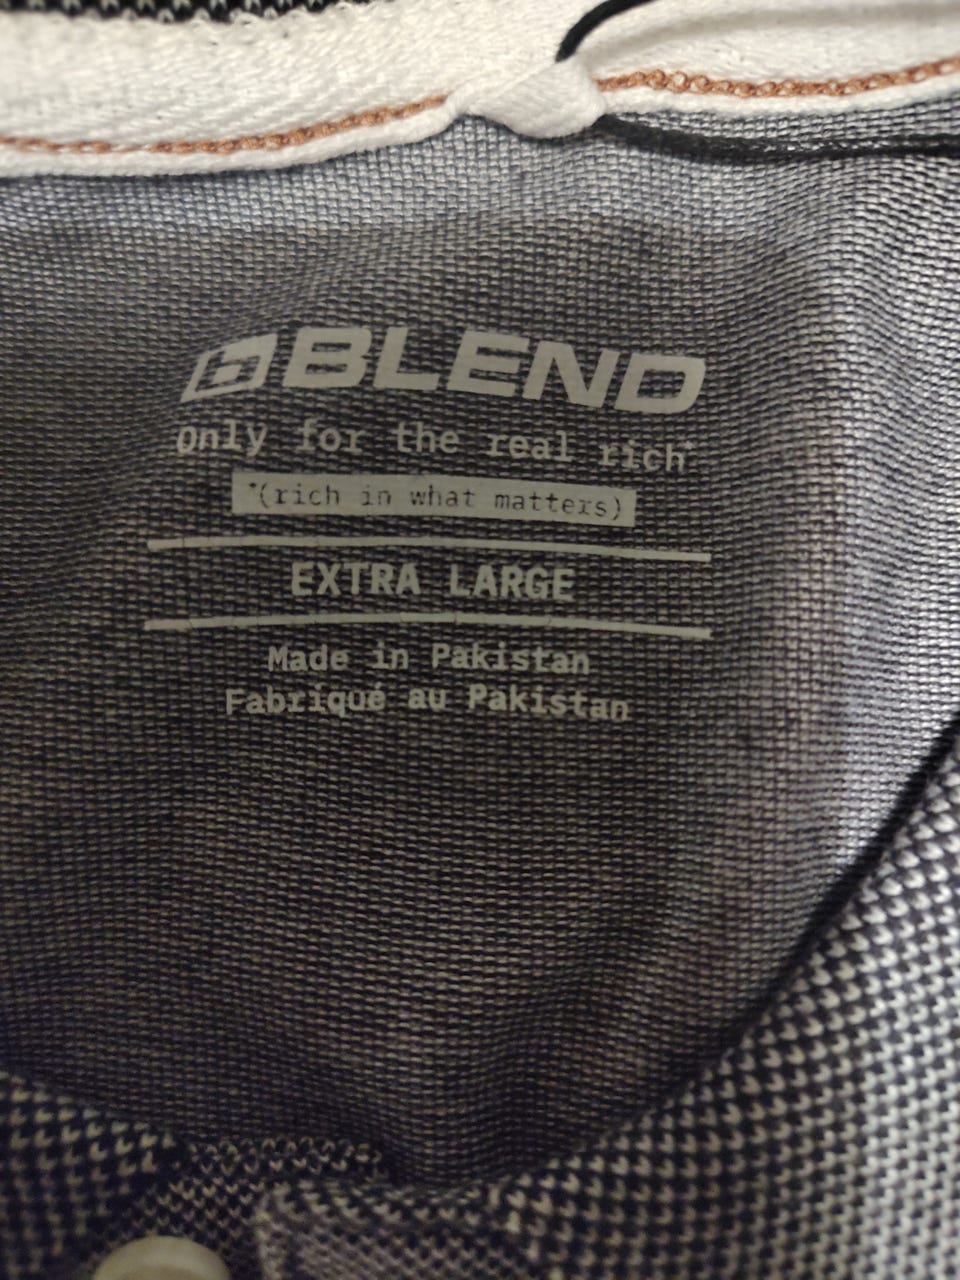 BLEND
Only for the real rich*
*(rich in what matters)
EXTRA LARGE
Made in Pakistan
Fabriqué au Pakistan